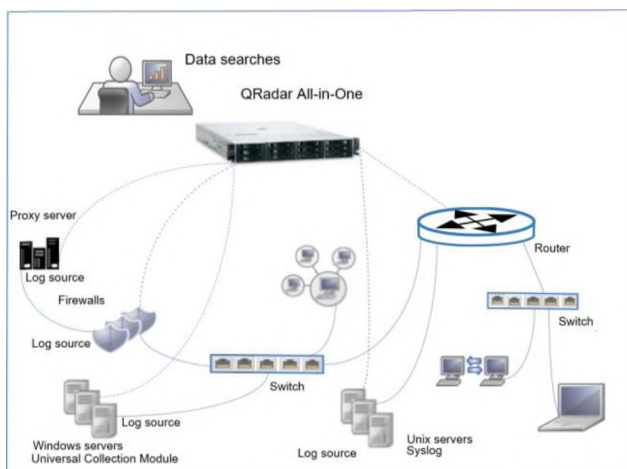 Data searches
QRadar All-in-One
Proxy server
Log source
Router
Firewalls
Log source
Switch
Switch
Log source
Windows servers
Universal Collection Module
Log source
Unix servers
Syslog